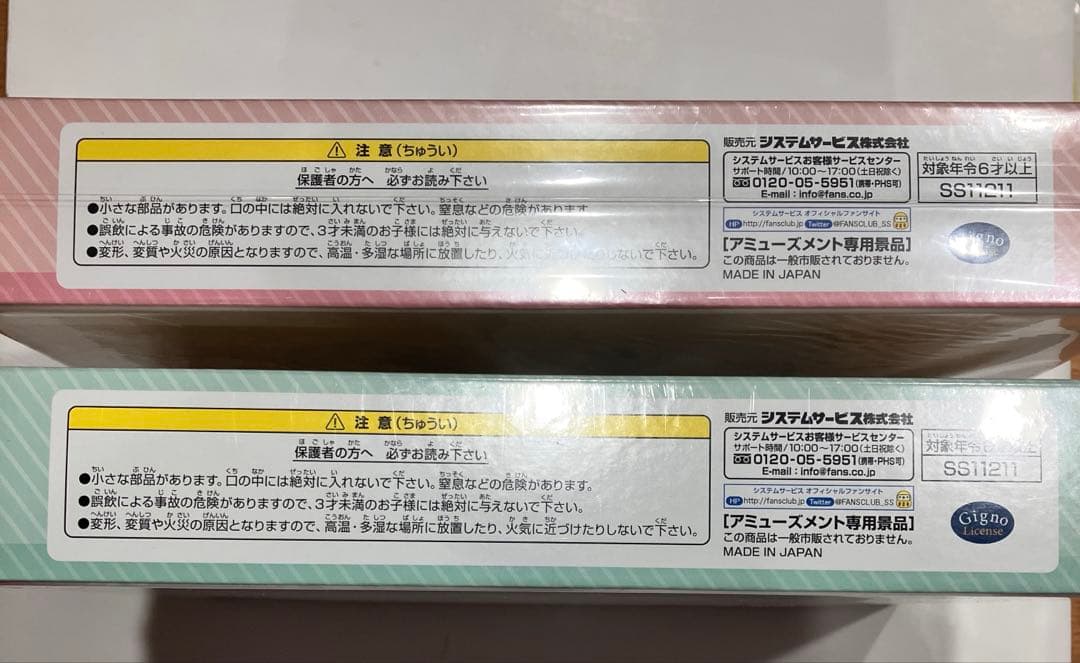 注意(ちゅうい)
保護者の方へ 必ずお読み下さい
●小さな部品があります。口の中には絶対に入れないで下さい。窒息などの危険があります。
●誤飲による事故の危険がありますので、3才未満のお子様には絶対に与えないで下さい。
●変形、変質や火災の原因となりますので、高温・多湿な場所に放置したり、火気に近づけたりしないで下さい。
販売元 システムサービス株式会社
システムサービスお客様サービスセンター
サポート時間/10:00〜17:00(土日祝除く)
0120-05-5951(携帯・PHS可)
E-mail:info@fans.co.jp
対象年令6才以上
SS11211
システムサービス オフィシャルファンサイト
HP http://fansclub.jp Twitter @FANSCLUB_SS
[アミューズメント専用景品]
この商品は一般市販されておりません。
MADE IN JAPAN
Gigno
注意(ちゅうい)
保護者の方へ 必ずお読み下さい
●小さな部品があります。口の中には絶対に入れないで下さい。窒息などの危険があります。
●誤飲による事故の危険がありますので、3才未満のお子様には絶対に与えないで下さい。
●変形、変質や火災の原因となりますので、高温・多湿な場所に放置したり、火気に近づけたりしないで下さい。
販売元 システムサービス株式会社
システムサービスお客様サービスセンター
サポート時間/10:00〜17:00(土日祝除く)
0120-05-5951(携帯・PHS可)
E-mail:info@fans.co.jp
対象年令6才以上
SS11211
システムサービス オフィシャルファンサイト
HP http://fansclub.jp Twitter @FANSCLUB_SS
[アミューズメント専用景品]
この商品は一般市販されておりません。
MADE IN JAPAN
Gigno
License